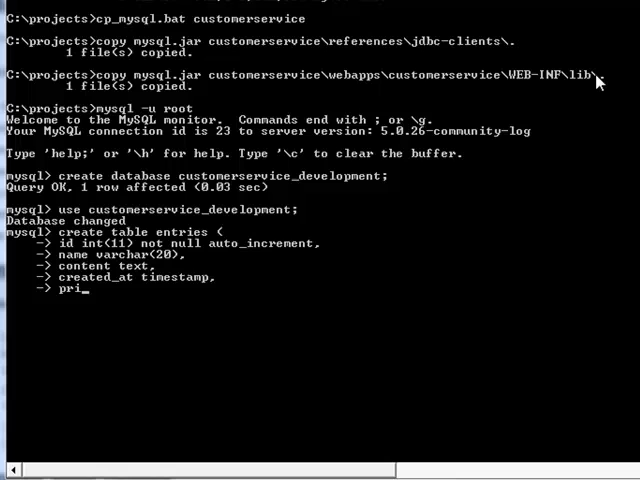 C:\projects>cp_mysql.bat customerservice
C:\projects>copy mysql.jar customerservice\references\jdbc-clients\.
1 file(s) copied.
C:\projects>copy mysql.jar customerservice\webapps\customerservice\WEB-INF\lib\.
1 file(s) copied.
C:\projects>mysql -u root
Welcome to the MySQL monitor.  Commands end with ; or \g.
Your MySQL connection id is 23 to server version: 5.0.26-community-log
Type 'help;' or '\h' for help. Type '\c' to clear the buffer.
mysql> create database customerservice_development;
Query OK, 1 row affected (0.03 sec)
mysql> use customerservice_development;
Database changed
mysql> create table entries (
-> id int(11) not null auto_increment,
-> name varchar(20),
-> content text,
-> created_at timestamp,
-> pri_